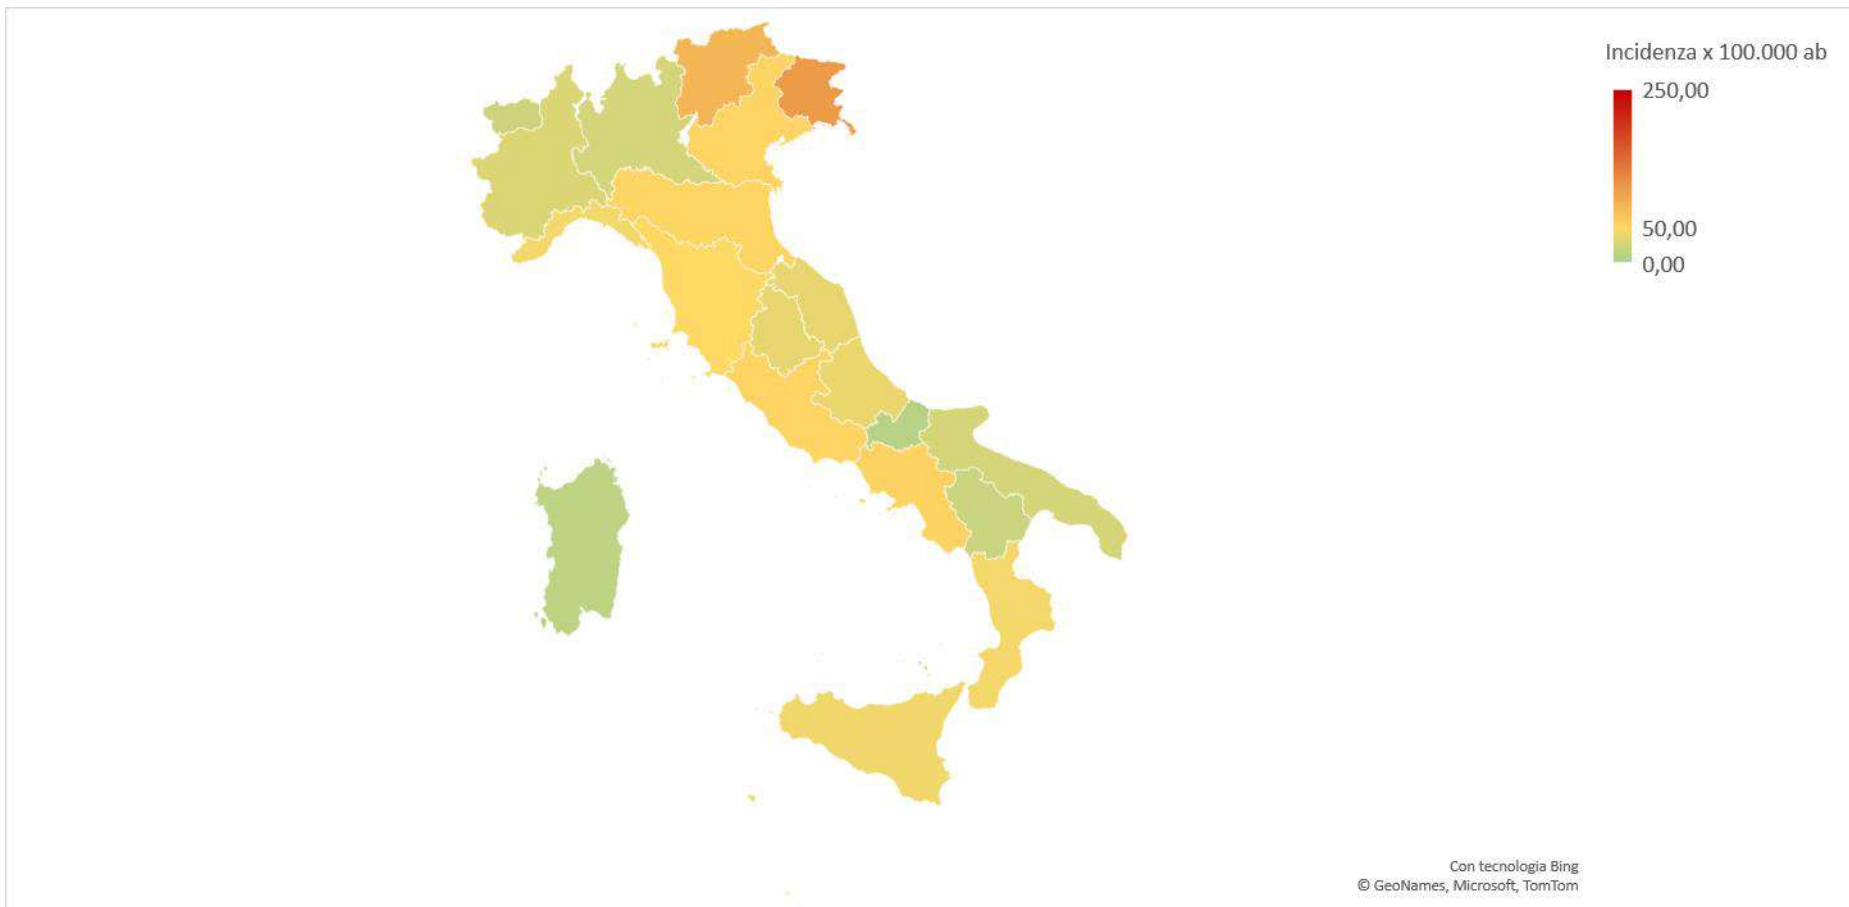 Incidenza x 100.000 ab
250,00
50,00
0,00
Con tecnologia Bing
© GeoNames, Microsoft, TomTom